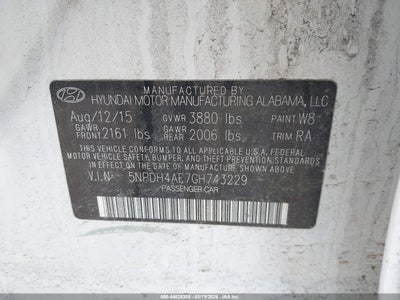 MANUFACTURED BY
HYUNDAI MOTOR MANUFACTURING ALABAMA, LLC
Aug/12/15 GVWR 3880 lbs PAINT W8
GAWR FRONT 2161 lbs GAWR REAR 2006 lbs TRIM RA
THIS VEHICLE CONFORMS TO ALL APPLICABLE U.S.A. FEDERAL
MOTOR VEHICLE SAFETY, BUMPER, AND THEFT PREVENTION
STANDARDS IN EFFECT ON THE DATE OF MANUFACTURE SHOWN ABOVE.
V.I.N 5NPDH4AE7GH743229
PASSENGER CAR